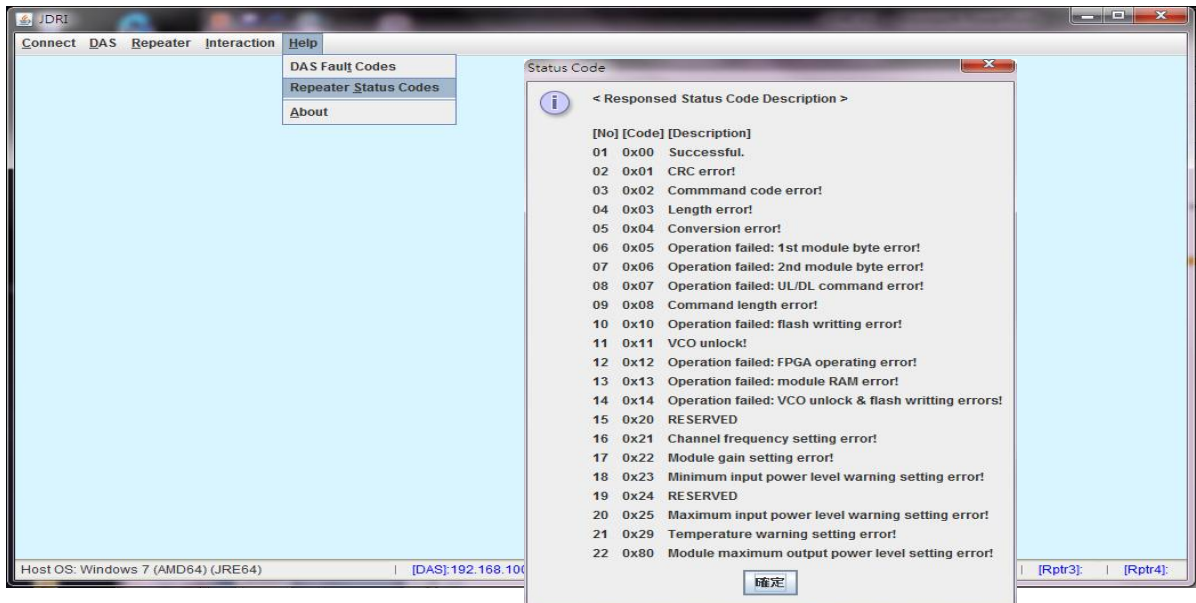 JDRI
Connect DAS Repeater Interaction Help
DAS Fault Codes
Repeater Status Codes
About
Status Code
< Responsed Status Code Description >
[No] [Code] [Description]
01 0x00 Successful.
02 0x01 CRC error!
03 0x02 Commmand code error!
04 0x03 Length error!
05 0x04 Conversion error!
06 0x05 Operation failed: 1st module byte error!
07 0x06 Operation failed: 2nd module byte error!
08 0x07 Operation failed: UL/DL command error!
09 0x08 Command length error!
10 0x10 Operation failed: flash writting error!
11 0x11 VCO unlock!
12 0x12 Operation failed: FPGA operating error!
13 0x13 Operation failed: module RAM error!
14 0x14 Operation failed: VCO unlock & flash writting errors!
15 0x20 RESERVED
16 0x21 Channel frequency setting error!
17 0x22 Module gain setting error!
18 0x23 Minimum input power level warning setting error!
19 0x24 RESERVED
20 0x25 Maximum input power level warning setting error!
21 0x29 Temperature warning setting error!
22 0x80 Module maximum output power level setting error!
確定
Host OS: Windows 7 (AMD64) (JRE64) | [DAS]:192.168.100 | [Rptr3]: | [Rptr4]: